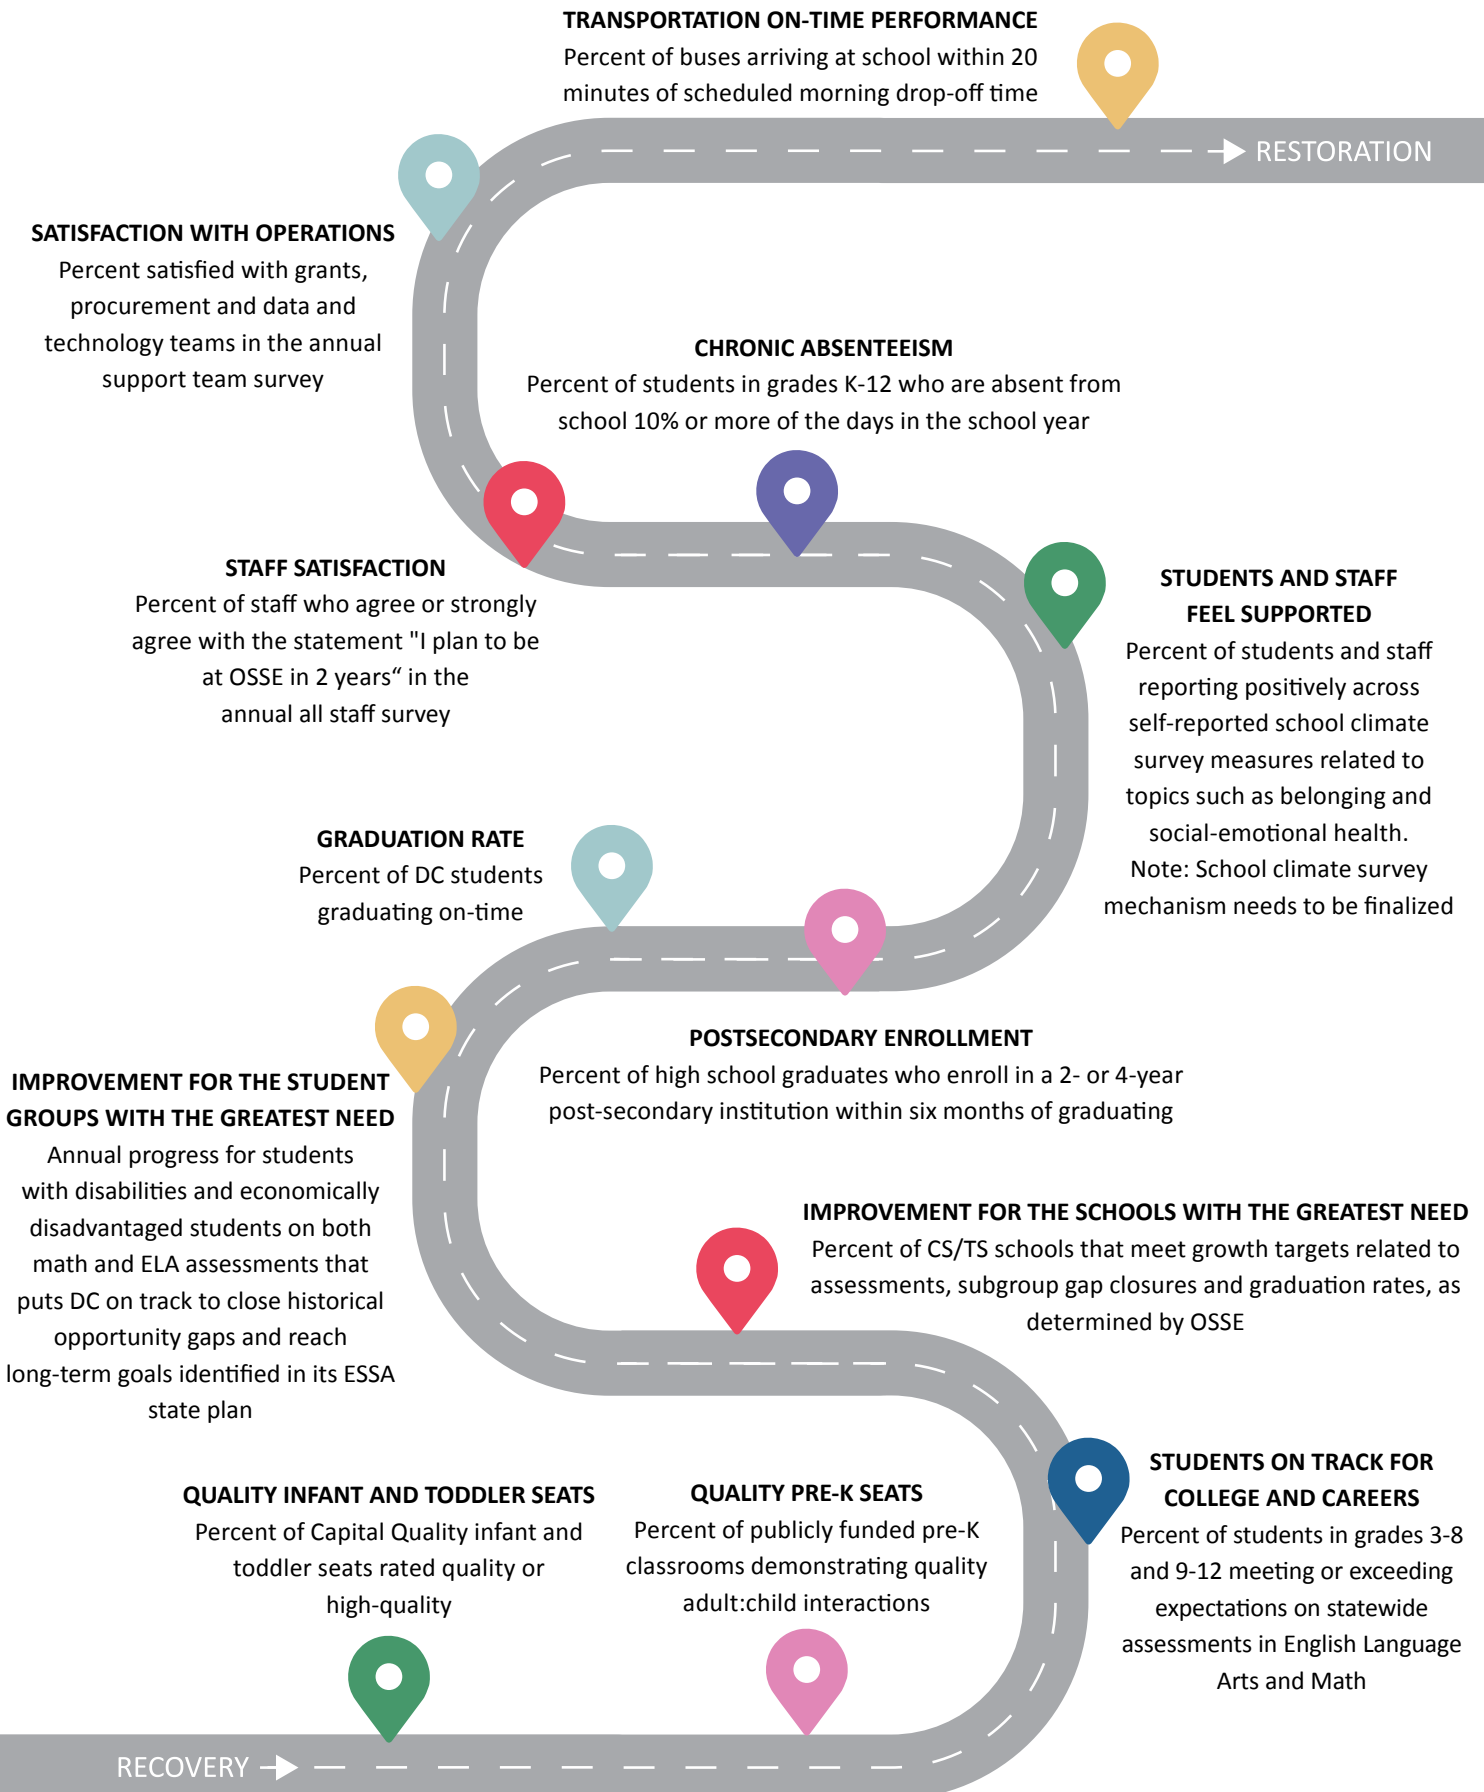 TRANSPORTATION ON-TIME PERFORMANCE
Percent of buses arriving at school within 20
minutes of scheduled morning drop-off time
RESTORATION
SATISFACTION WITH OPERATIONS
Percent satisfied with grants,
procurement and data and
technology teams in the annual
support team survey
CHRONIC ABSENTEEISM
Percent of students in grades K-12 who are absent from
school 10% or more of the days in the school year
STAFF SATISFACTION
Percent of staff who agree or strongly
agree with the statement "I plan to be
at OSSE in 2 years“ in the
annual all staff survey
STUDENTS AND STAFF
FEEL SUPPORTED
Percent of students and staff
reporting positively across
self-reported school climate
survey measures related to
topics such as belonging and
social-emotional health.
Note: School climate survey
mechanism needs to be finalized
GRADUATION RATE
Percent of DC students
graduating on-time
POSTSECONDARY ENROLLMENT
Percent of high school graduates who enroll in a 2- or 4-year
post-secondary institution within six months of graduating
IMPROVEMENT FOR THE STUDENT
GROUPS WITH THE GREATEST NEED
Annual progress for students
with disabilities and economically
disadvantaged students on both
math and ELA assessments that
puts DC on track to close historical
opportunity gaps and reach
long-term goals identified in its ESSA
state plan
IMPROVEMENT FOR THE SCHOOLS WITH THE GREATEST NEED
Percent of CS/TS schools that meet growth targets related to
assessments, subgroup gap closures and graduation rates, as
determined by OSSE
QUALITY INFANT AND TODDLER SEATS
Percent of Capital Quality infant and
toddler seats rated quality or
high-quality
QUALITY PRE-K SEATS
Percent of publicly funded pre-K
classrooms demonstrating quality
adult:child interactions
STUDENTS ON TRACK FOR
COLLEGE AND CAREERS
Percent of students in grades 3-8
and 9-12 meeting or exceeding
expectations on statewide
assessments in English Language
Arts and Math
RECOVERY